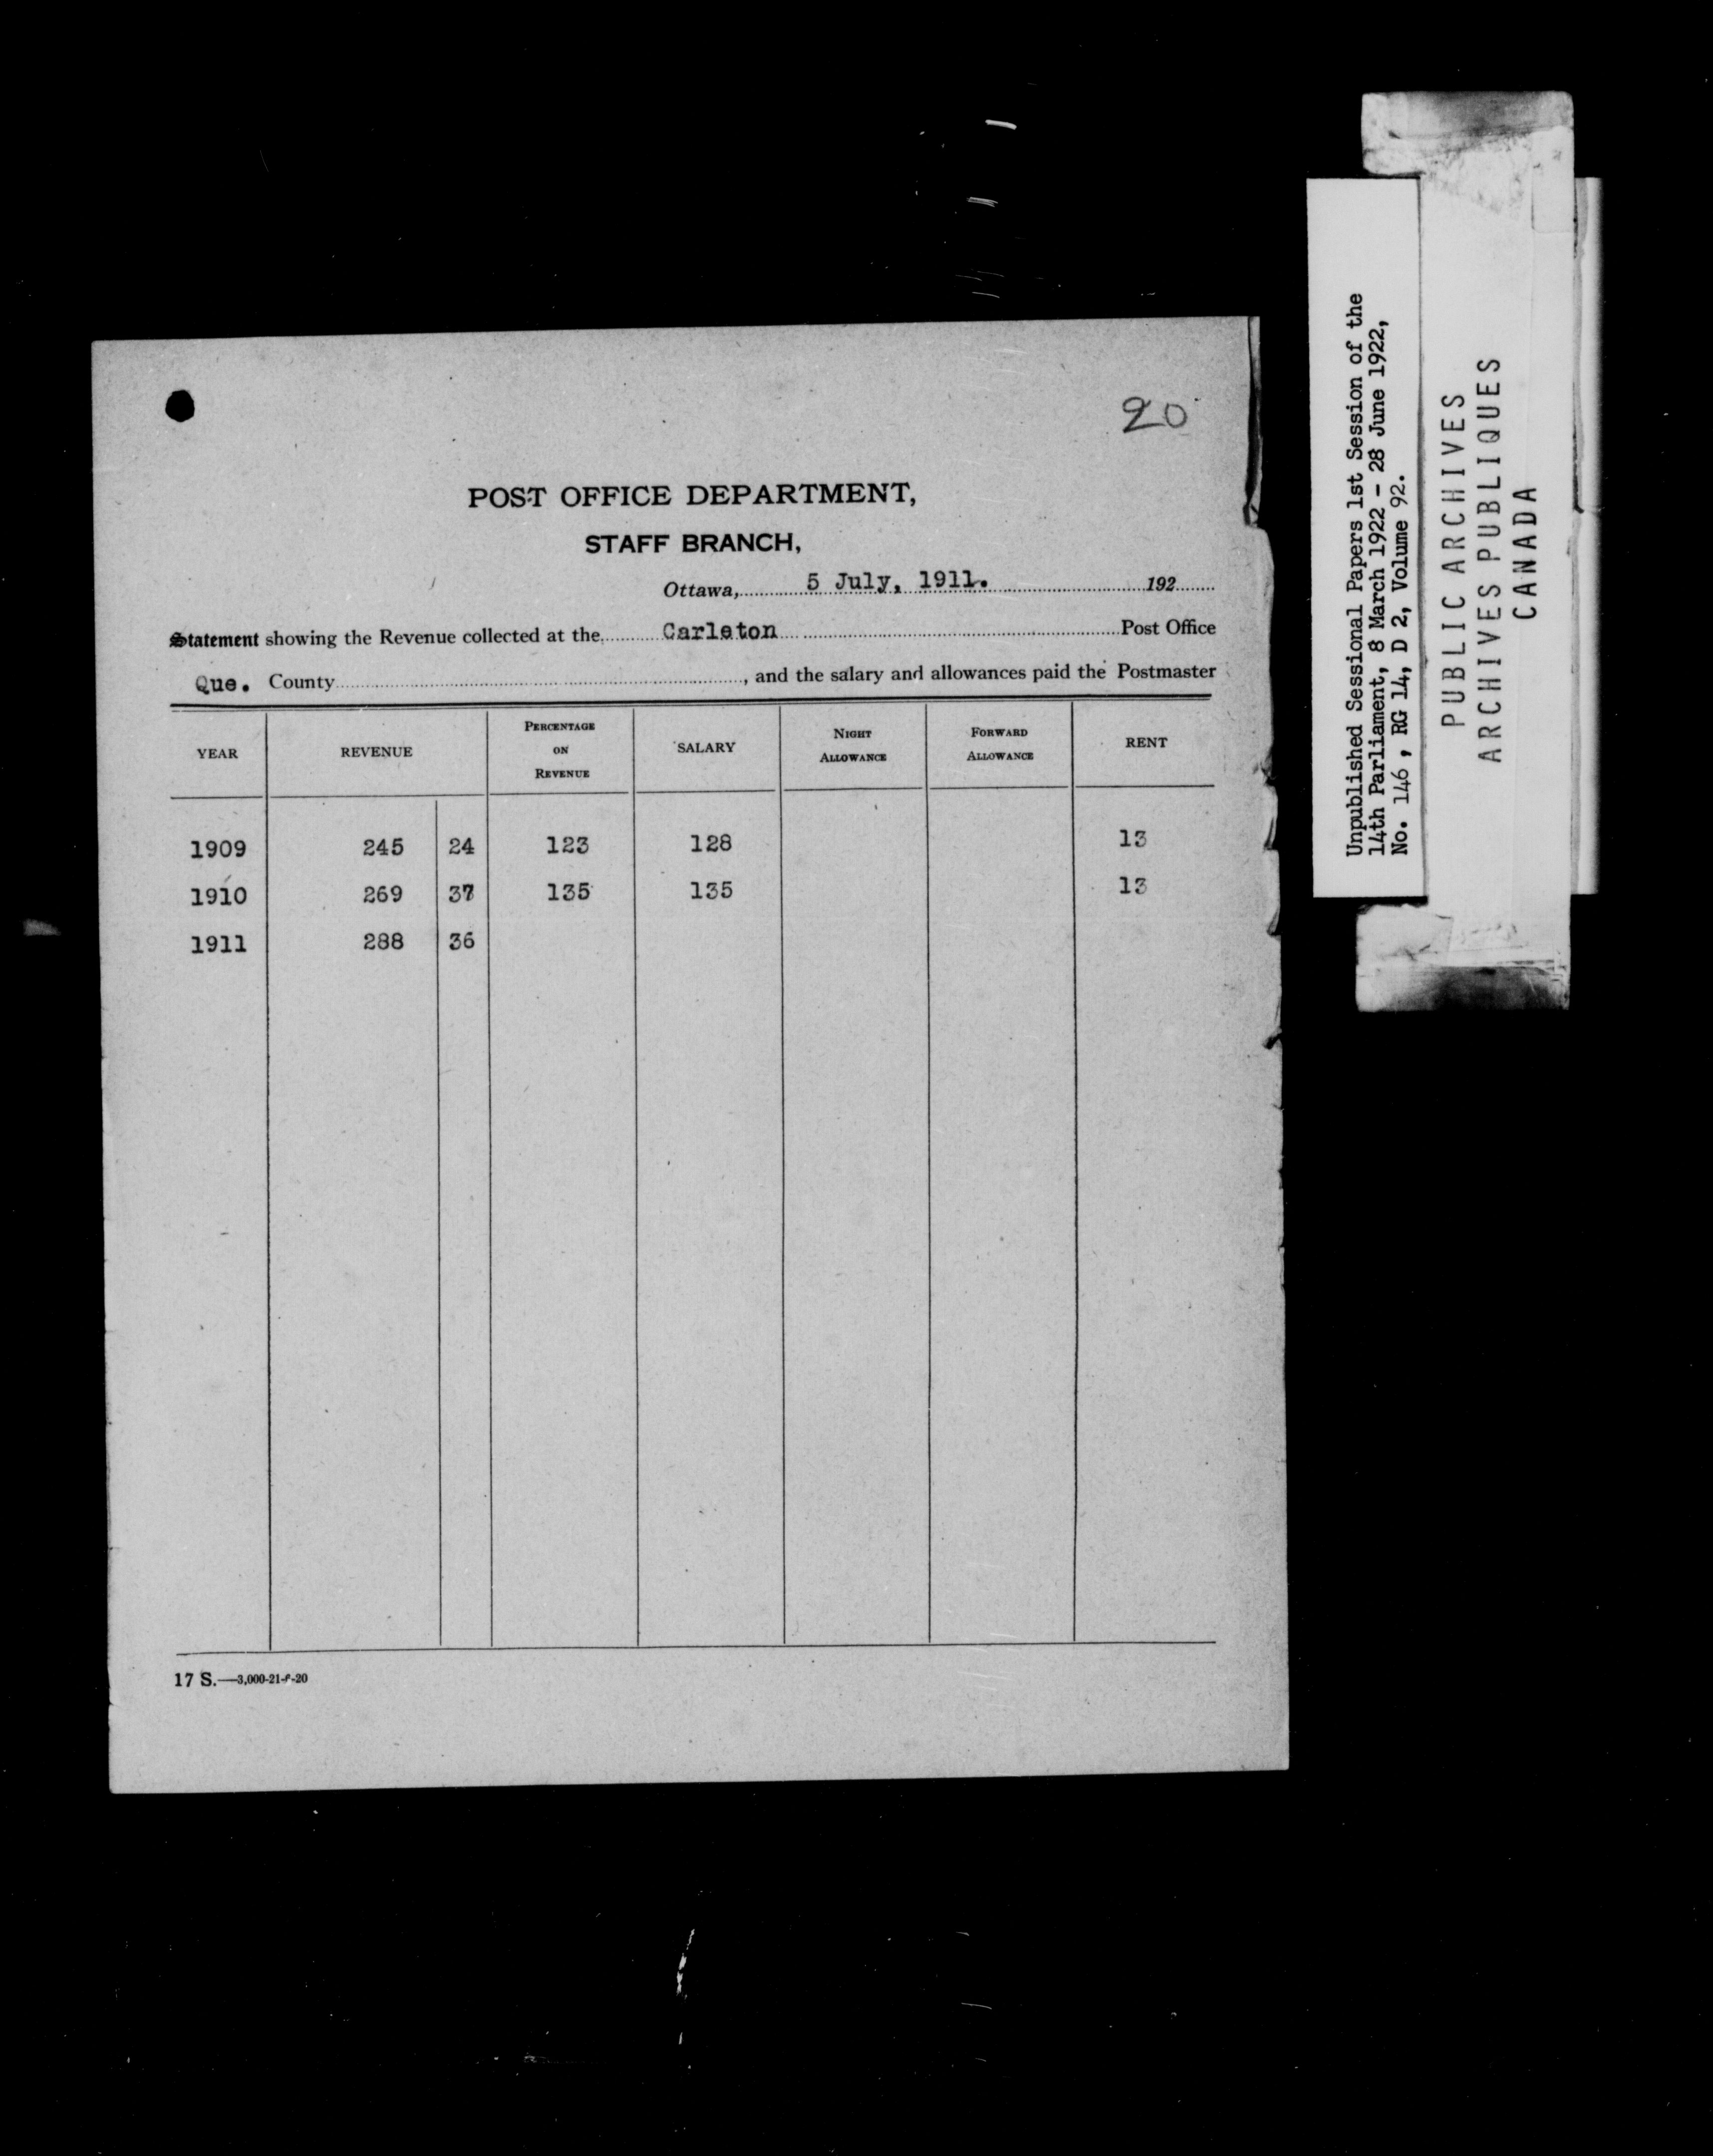 20
POST OFFICE DEPARTMENT,
STAFF BRANCH,
Ottawa, 5 July, 1911. 192
Statement showing the Revenue collected at the Carleton Post Office
Que. County , and the salary and allowances paid the Postmaster
YEAR REVENUE PERCENTAGE ON REVENUE SALARY NIGHT ALLOWANCE FORWARD ALLOWANCE RENT
1909 245 24 123 128 13
1910 269 37 135 135 13
1911 288 36
17 S.—3,000-21-6-20
Unpublished Sessional Papers 1st Session of the
14th Parliament, 8 March 1922 - 28 June 1922,
No. 146 , RG 14, D 2, Volume 92.
PUBLIC ARCHIVES
ARCHIVES PUBLIQUES
CANADA